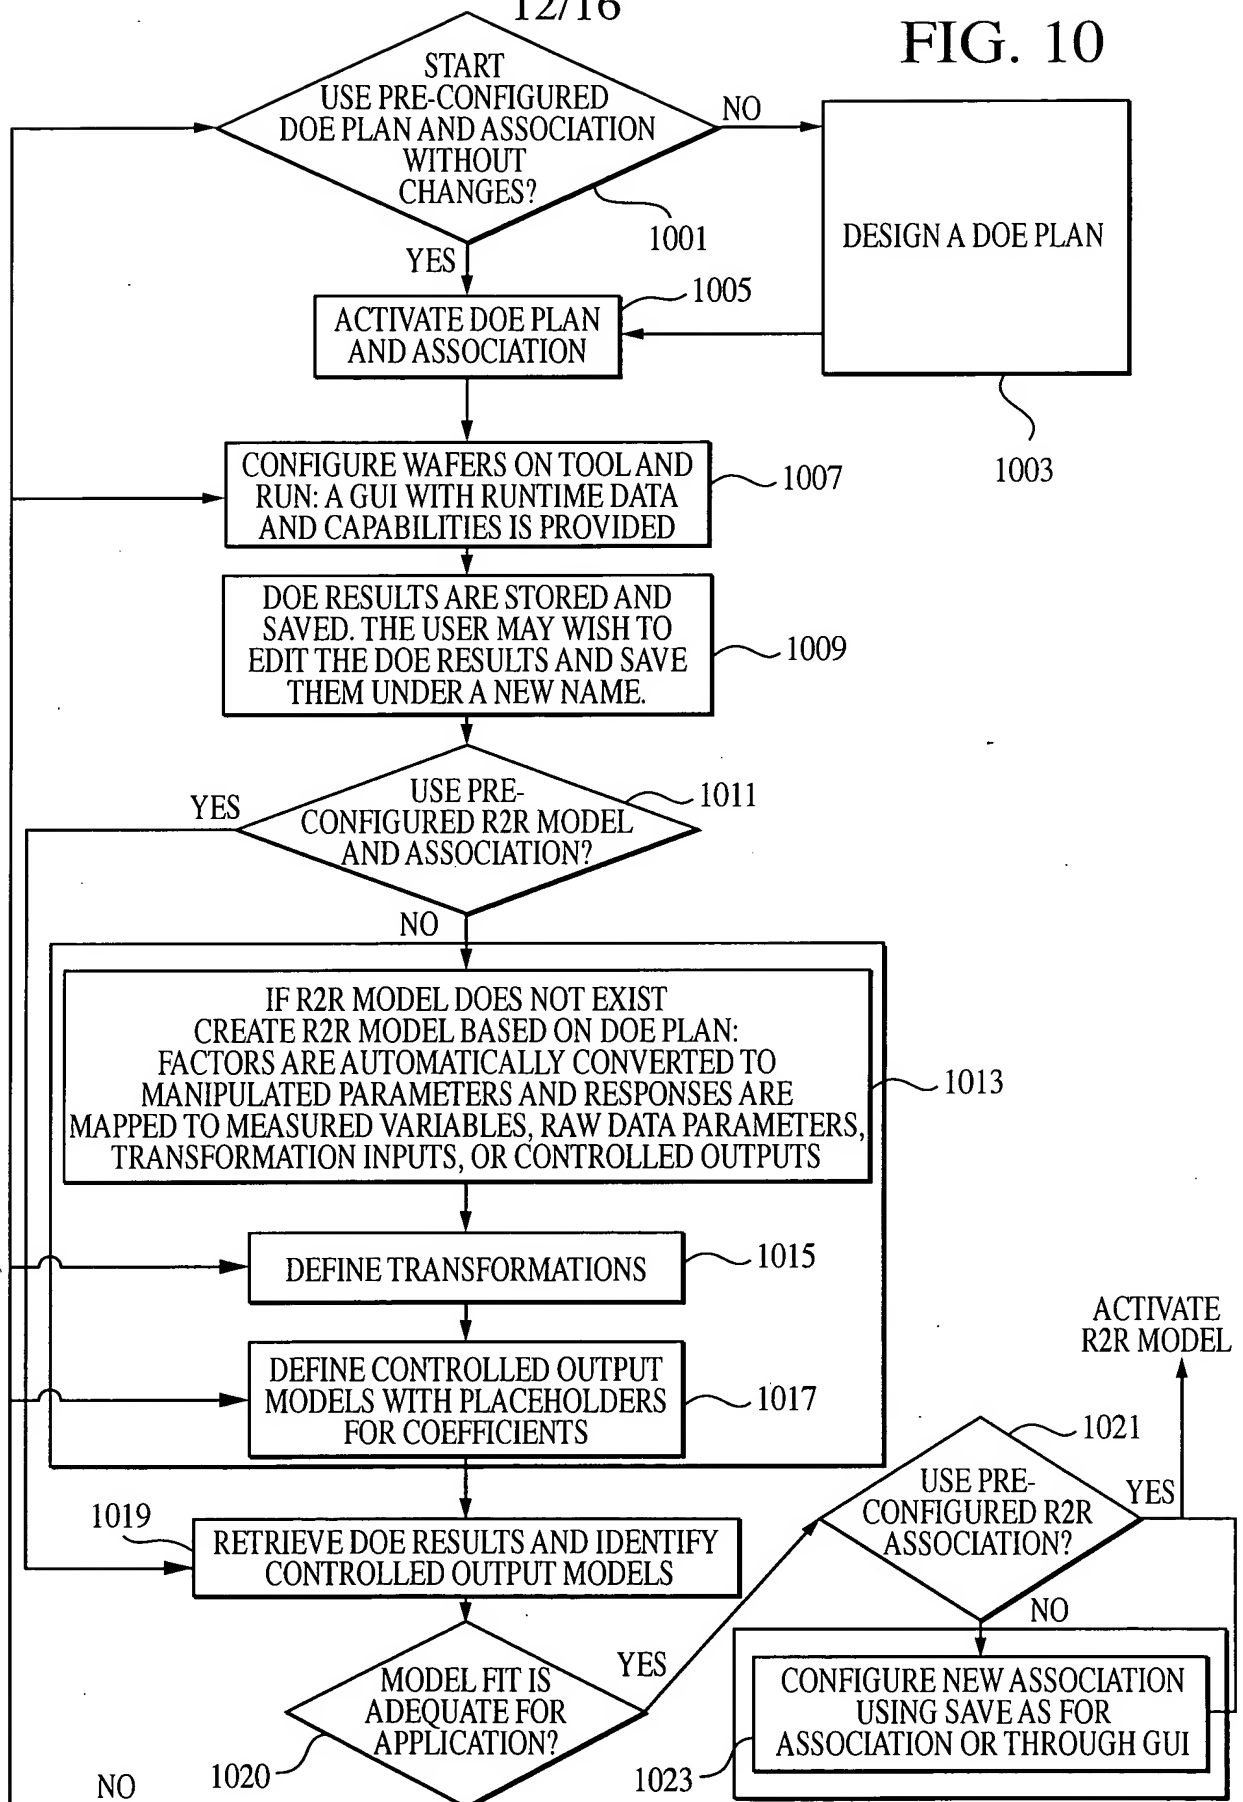 12/16
FIG. 10
START
USE PRE-CONFIGURED
DOE PLAN AND ASSOCIATION
WITHOUT
CHANGES?
NO
1001
YES
DESIGN A DOE PLAN
1003
1005
ACTIVATE DOE PLAN
AND ASSOCIATION
CONFIGURE WAFERS ON TOOL AND
RUN: A GUI WITH RUNTIME DATA
AND CAPABILITIES IS PROVIDED
1007
DOE RESULTS ARE STORED AND
SAVED. THE USER MAY WISH TO
EDIT THE DOE RESULTS AND SAVE
THEM UNDER A NEW NAME.
1009
YES
USE PRE-
CONFIGURED R2R MODEL
AND ASSOCIATION?
1011
NO
IF R2R MODEL DOES NOT EXIST
CREATE R2R MODEL BASED ON DOE PLAN:
FACTORS ARE AUTOMATICALLY CONVERTED TO
MANIPULATED PARAMETERS AND RESPONSES ARE
MAPPED TO MEASURED VARIABLES, RAW DATA PARAMETERS,
TRANSFORMATION INPUTS, OR CONTROLLED OUTPUTS
1013
DEFINE TRANSFORMATIONS
1015
DEFINE CONTROLLED OUTPUT
MODELS WITH PLACEHOLDERS
FOR COEFFICIENTS
1017
1019
RETRIEVE DOE RESULTS AND IDENTIFY
CONTROLLED OUTPUT MODELS
MODEL FIT IS
ADEQUATE FOR
APPLICATION?
YES
1020
NO
ACTIVATE
R2R MODEL
1021
USE PRE-
CONFIGURED R2R
ASSOCIATION?
YES
NO
CONFIGURE NEW ASSOCIATION
USING SAVE AS FOR
ASSOCIATION OR THROUGH GUI
1023